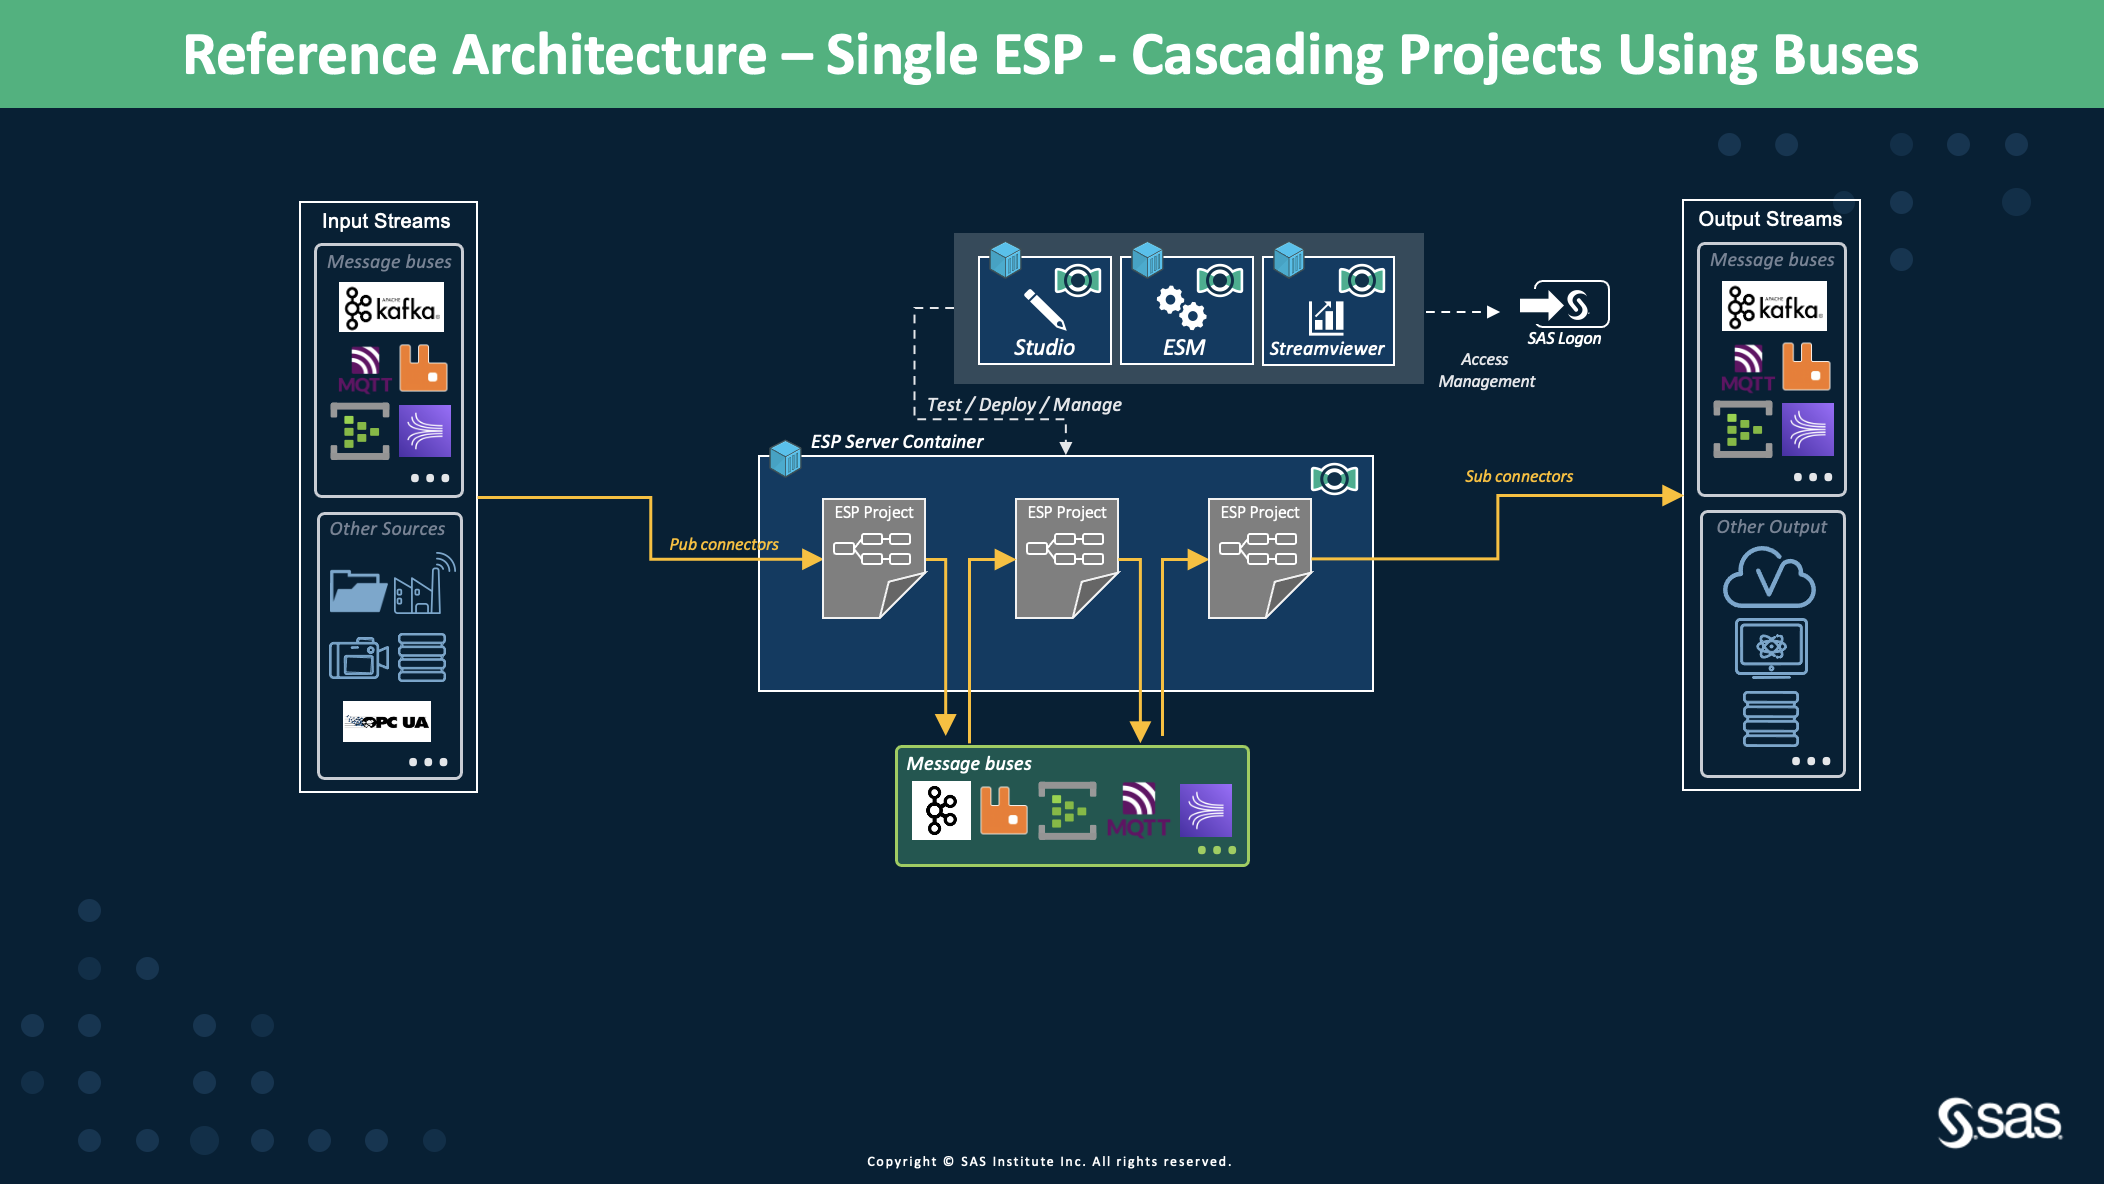 Reference Architecture – Single ESP - Cascading Projects Using Buses
Input Streams
Message buses
APACHE
kafka®
MQTT
Other Sources
OPC UA
Studio
ESM
Streamviewer
Test / Deploy / Manage
SAS Logon
Access
Management
ESP Server Container
Pub connectors
ESP Project
ESP Project
ESP Project
Sub connectors
Message buses
MQTT
Output Streams
Message buses
APACHE
kafka®
MQTT
Other Output
sas
Copyright © SAS Institute Inc. All rights reserved.